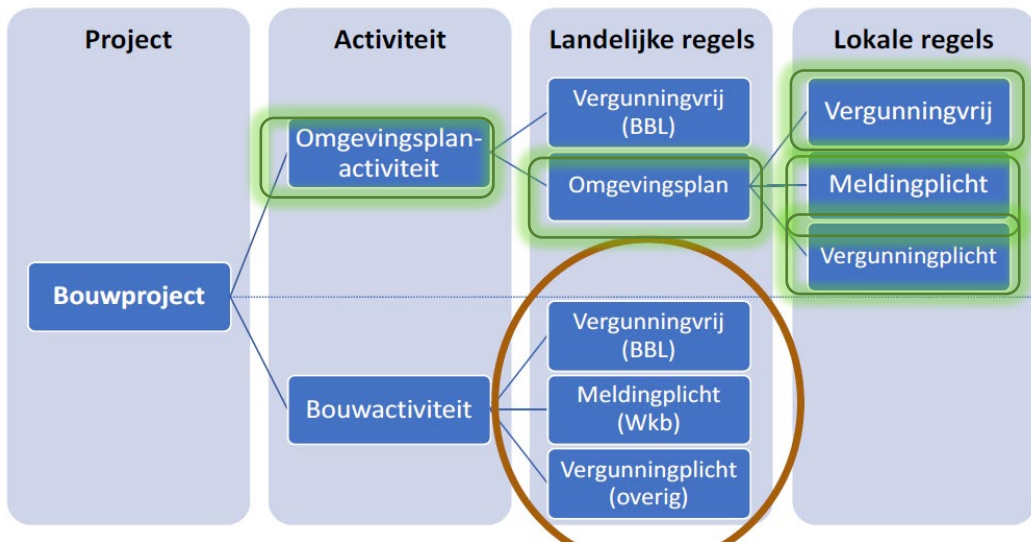 Project
Activiteit
Landelijke regels
Lokale regels
Bouwproject
Omgevingsplan-
activiteit
Bouwactiviteit
Vergunningvrij
(BBL)
Omgevingsplan
Vergunningvrij
(BBL)
Meldingplicht
(Wkb)
Vergunningplicht
(overig)
Vergunningvrij
Meldingplicht
Vergunningplicht